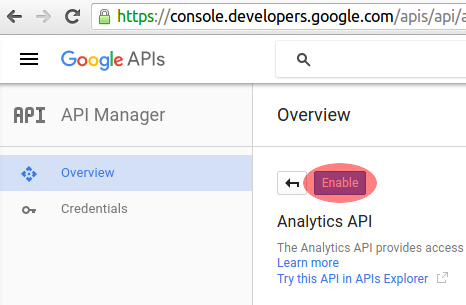 https://console.developers.google.com/apis/api/a
Google APIs
API API Manager
Overview
Overview
Credentials
Enable
Analytics API
The Analytics API provides access
Learn more
Try this API in APIs Explorer